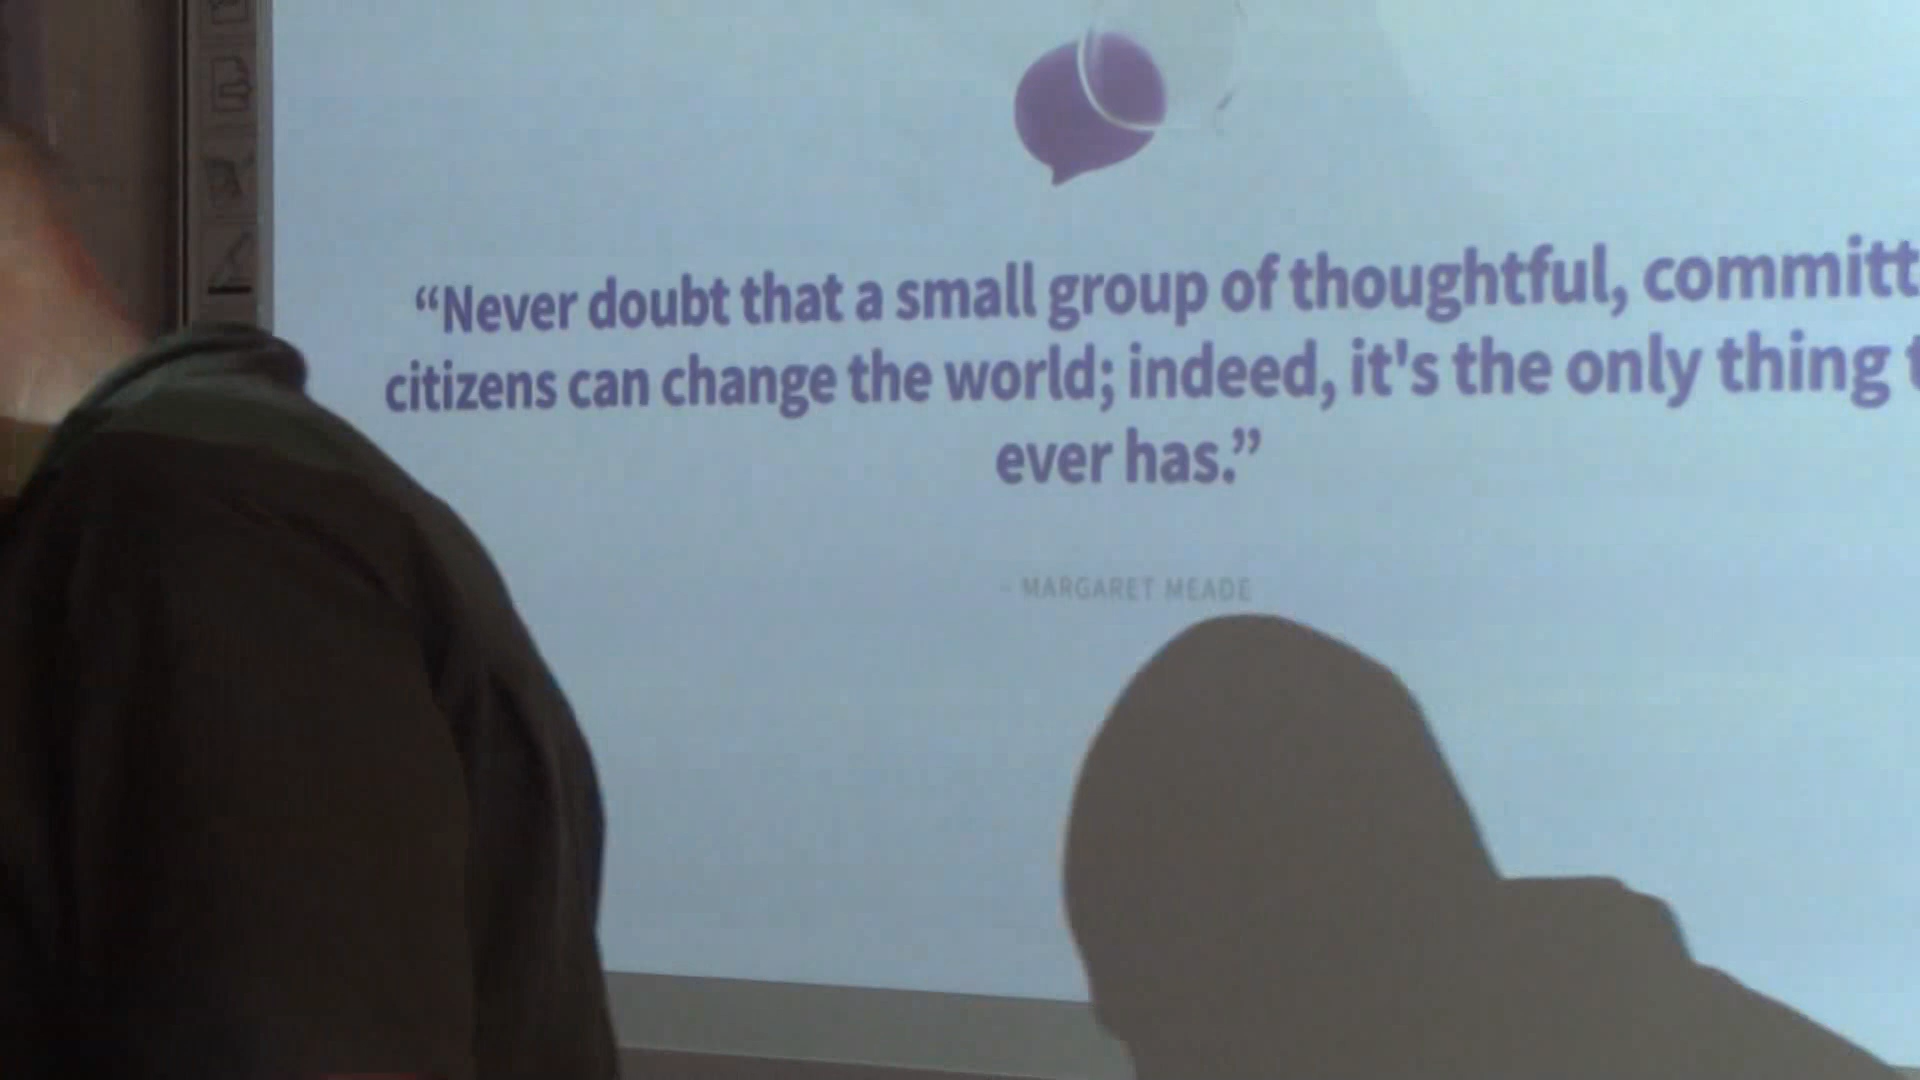 “Never doubt that a small group of thoughtful, committ
citizens can change the world; indeed, it's the only thing t
ever has.”
- MARGARET MEADE